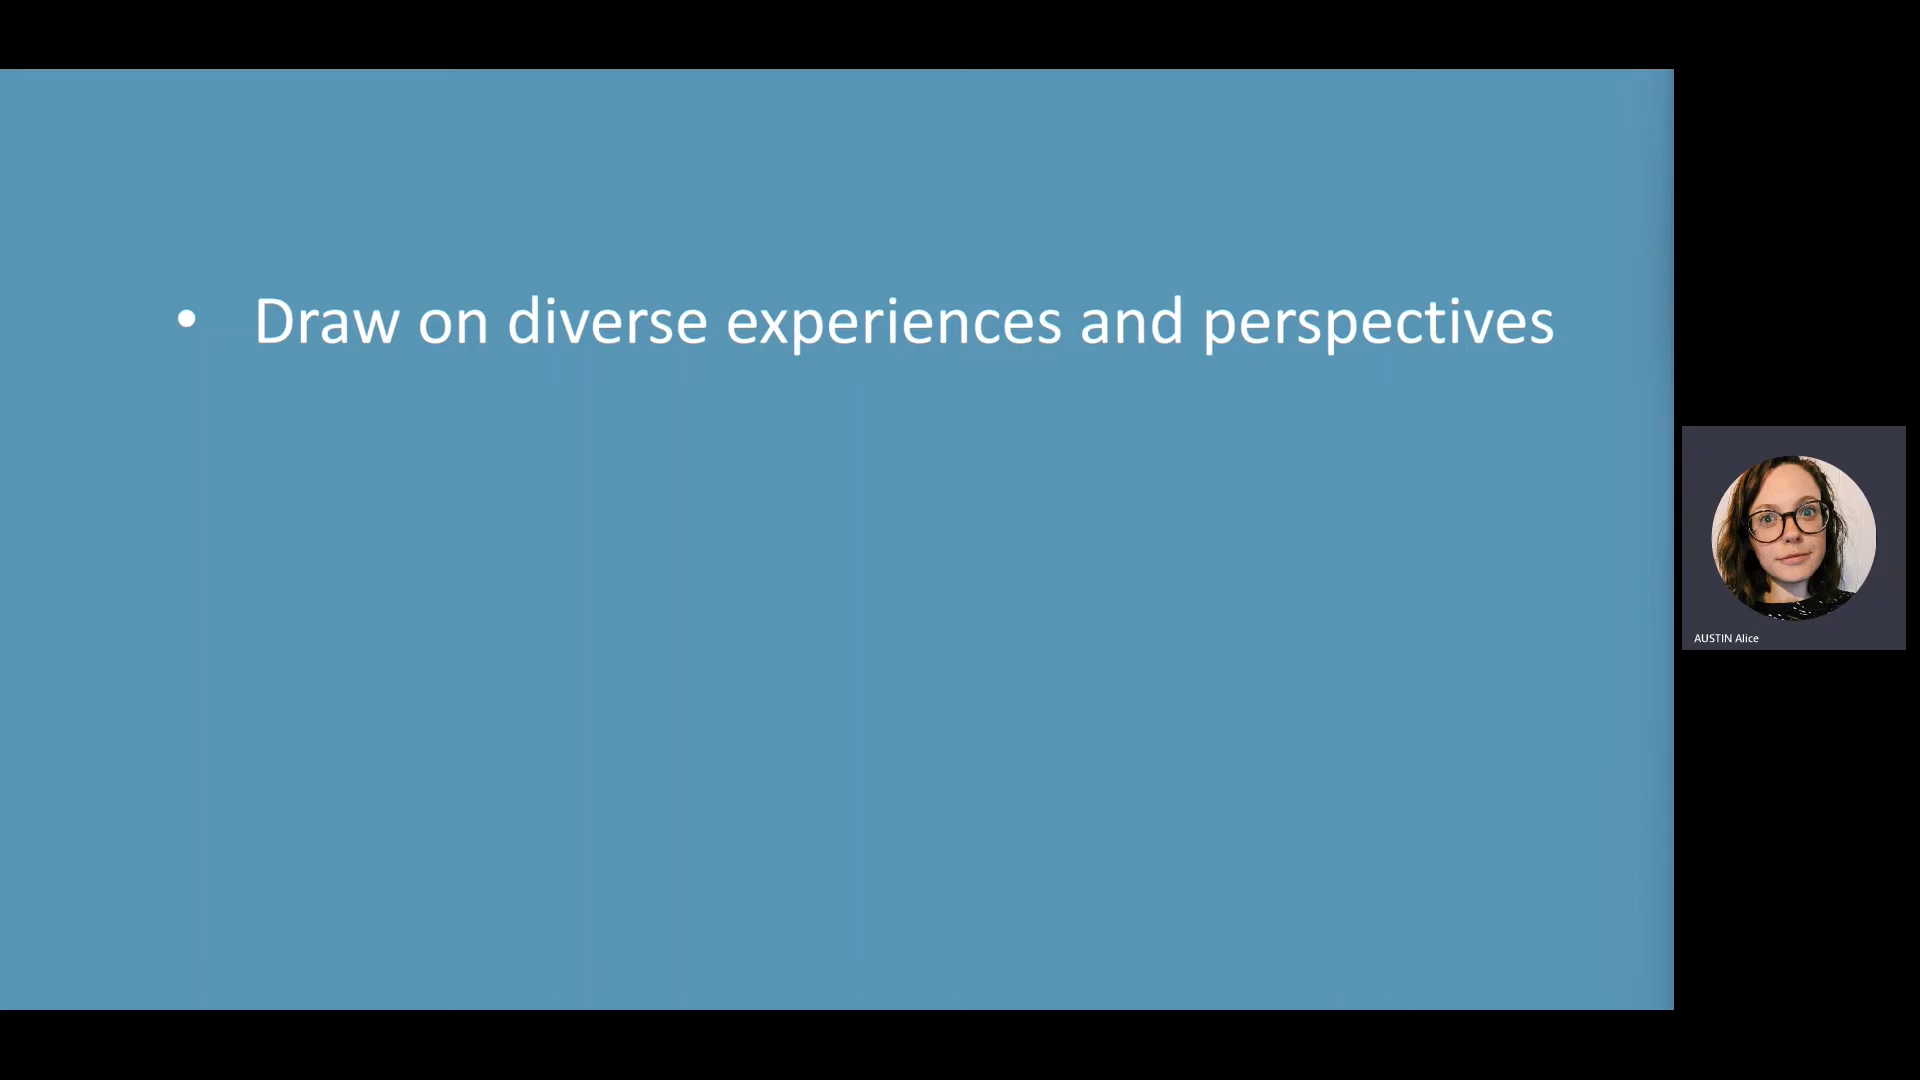 • Draw on diverse experiences and perspectives
AUSTIN Alice